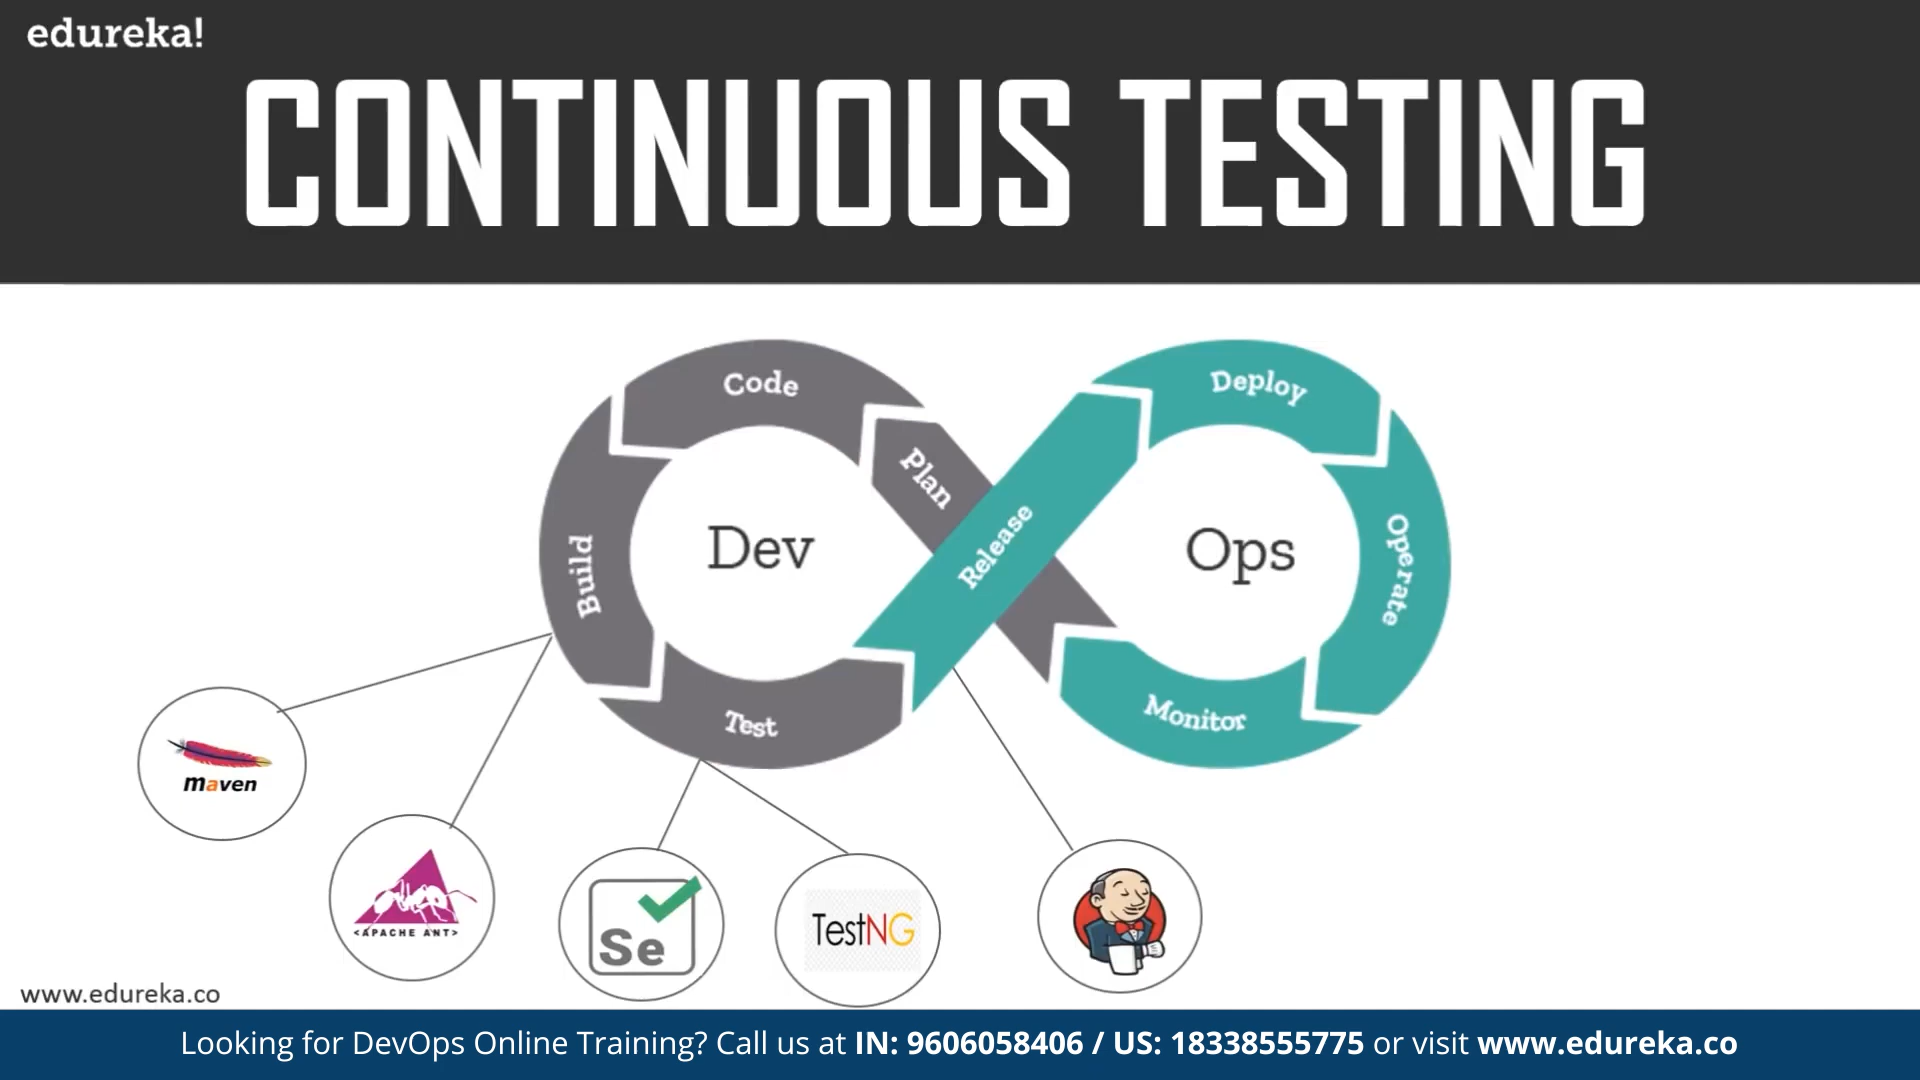 edureka!
CONTINUOUS TESTING
Code
Plan
Build
Dev
Test
Release
Deploy
Ops
Operate
Monitor
maven
<APACHE ANT>
Se
TestNG
www.edureka.co
Looking for DevOps Online Training? Call us at IN: 9606058406 / US: 18338555775 or visit www.edureka.co